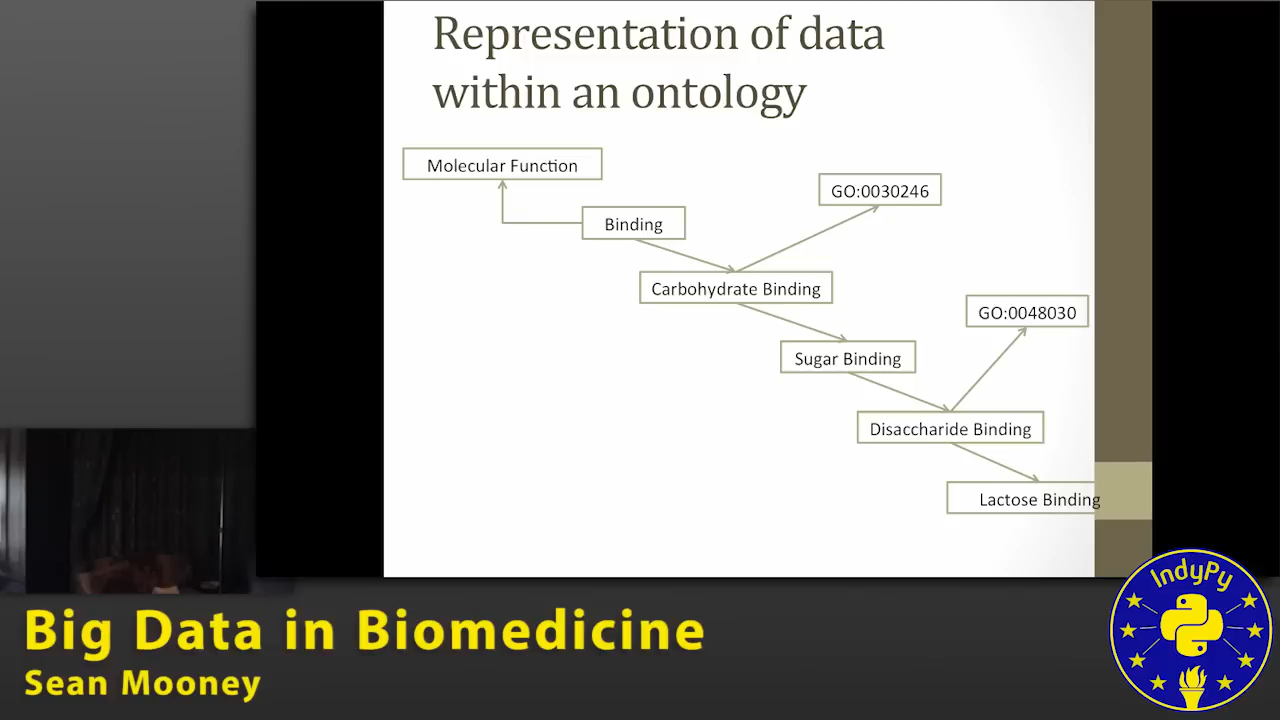 Representation of data
within an ontology
Molecular Function
GO:0030246
Binding
Carbohydrate Binding
GO:0048030
Sugar Binding
Disaccharide Binding
Lactose Binding
IndyPy
Big Data in Biomedicine
Sean Mooney